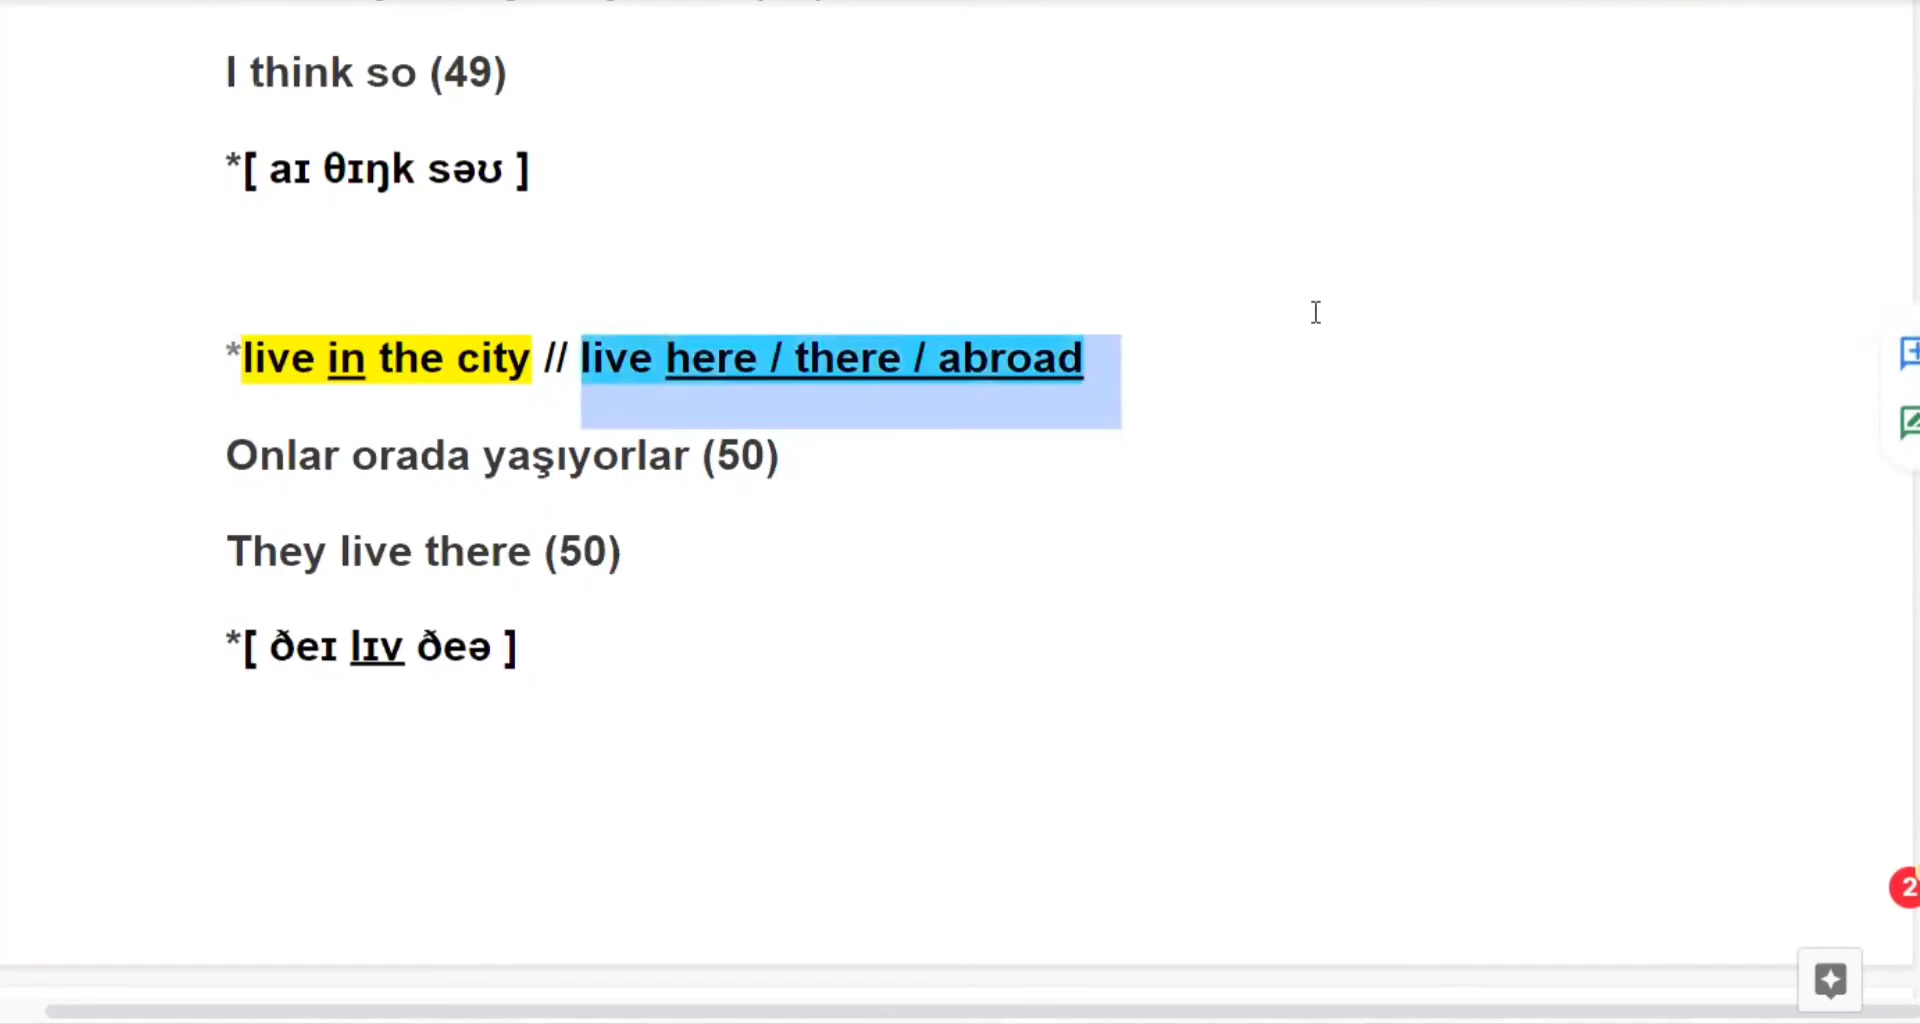 I think so (49)
*[ aɪ θɪŋk səʊ ]
*live in the city // live here / there / abroad
Onlar orada yaşıyorlar (50)
They live there (50)
*[ ðeɪ lɪv ðeə ]
2